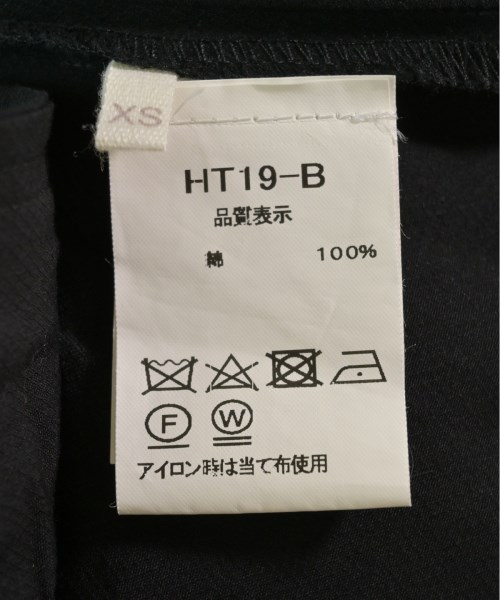 XS
HT19-B
品質表示
綿 100%
F W
アイロン時は当て布使用